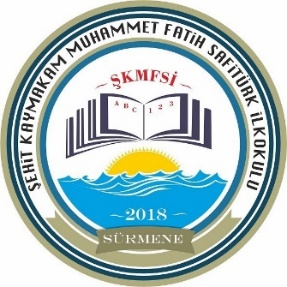 ŞEHİT KAYMAKAM MUHAMMET FATİH SAFİTÜRK İLKOKULU
~ŞKMFSİ~
A B C 1 2 3
~2018~
SÜRMENE